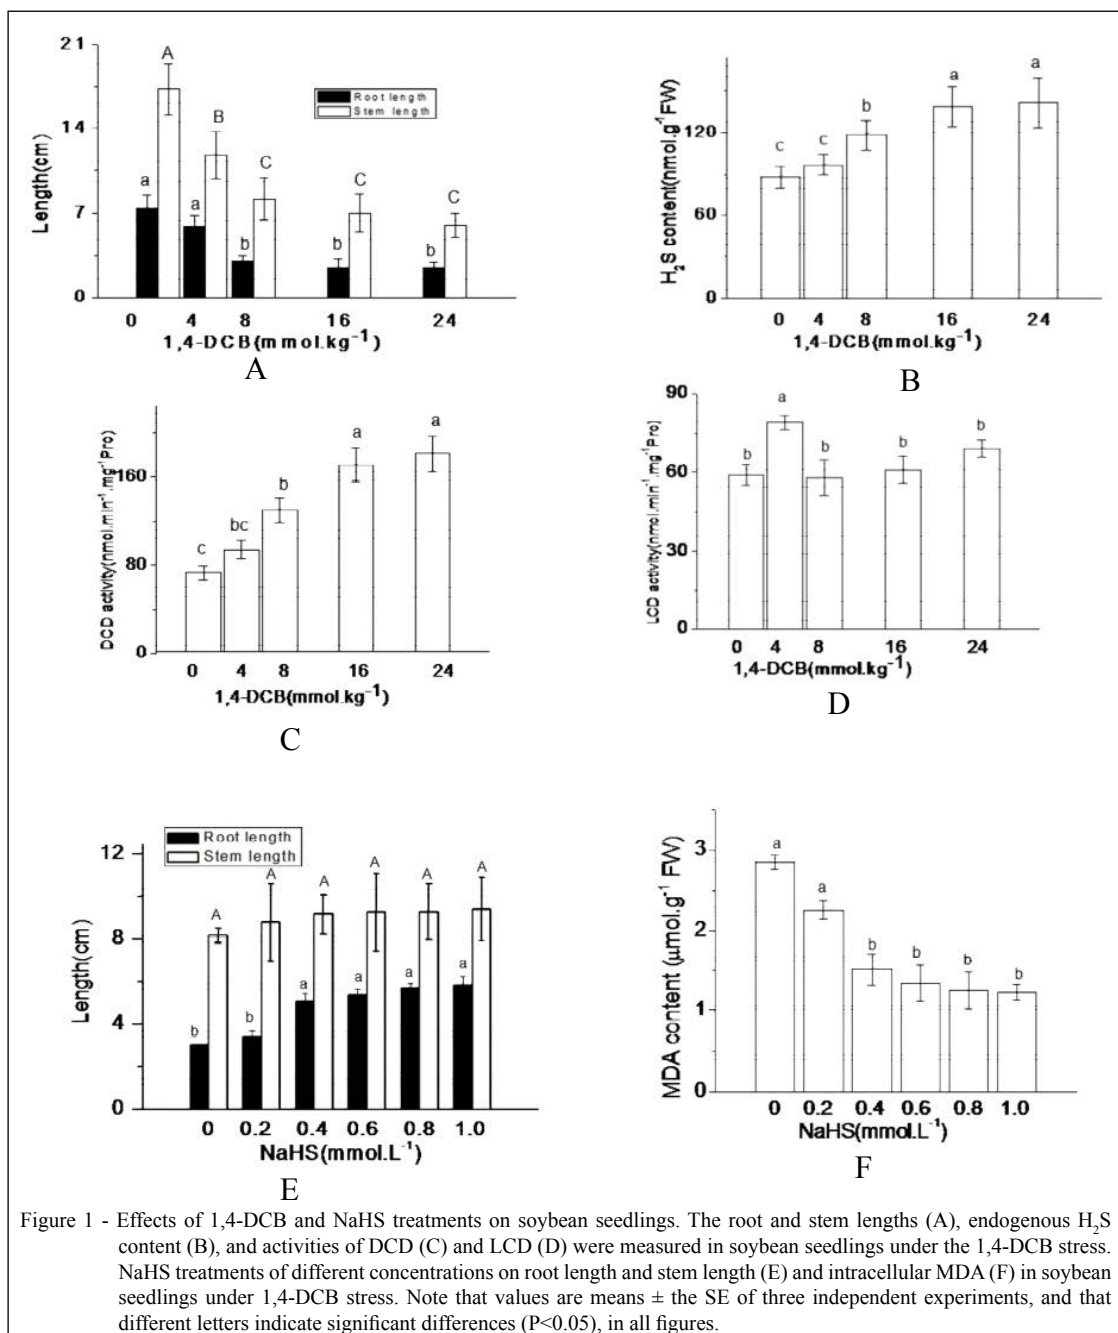 21
14
7
0
Length(cm)
A
B
C
C
C
a
a
b
b
b
Root length
Stem length
0 4 8 16 24
1,4-DCB(mmol.kg⁻¹)
A
120
60
0
H₂S content(nmol.g⁻¹FW)
c
c
b
a
a
0 4 8 16 24
1,4-DCB(mmol.kg⁻¹)
B
160
80
0
DCD activity(nmol.min⁻¹.mg⁻¹Pro)
c
bc
b
a
a
0 4 8 16 24
1,4-DCB(mmol.kg⁻¹)
C
90
60
30
0
LCD activity(nmol.min⁻¹.mg⁻¹Pro)
b
a
b
b
b
0 4 8 16 24
1,4-DCB(mmol.kg⁻¹)
D
Root length
Stem length
12
8
4
0
Length(cm)
A
A
A
A
A
A
b
b
a
a
a
a
0 0.2 0.4 0.6 0.8 1.0
NaHS(mmol.L⁻¹)
E
3
2
1
0
MDA content (μmol.g⁻¹ FW)
a
a
b
b
b
b
0 0.2 0.4 0.6 0.8 1.0
NaHS(mmol.L⁻¹)
F
Figure 1 - Effects of 1,4-DCB and NaHS treatments on soybean seedlings. The root and stem lengths (A), endogenous H₂S
content (B), and activities of DCD (C) and LCD (D) were measured in soybean seedlings under the 1,4-DCB stress.
NaHS treatments of different concentrations on root length and stem length (E) and intracellular MDA (F) in soybean
seedlings under 1,4-DCB stress. Note that values are means ± the SE of three independent experiments, and that
different letters indicate significant differences (P<0.05), in all figures.